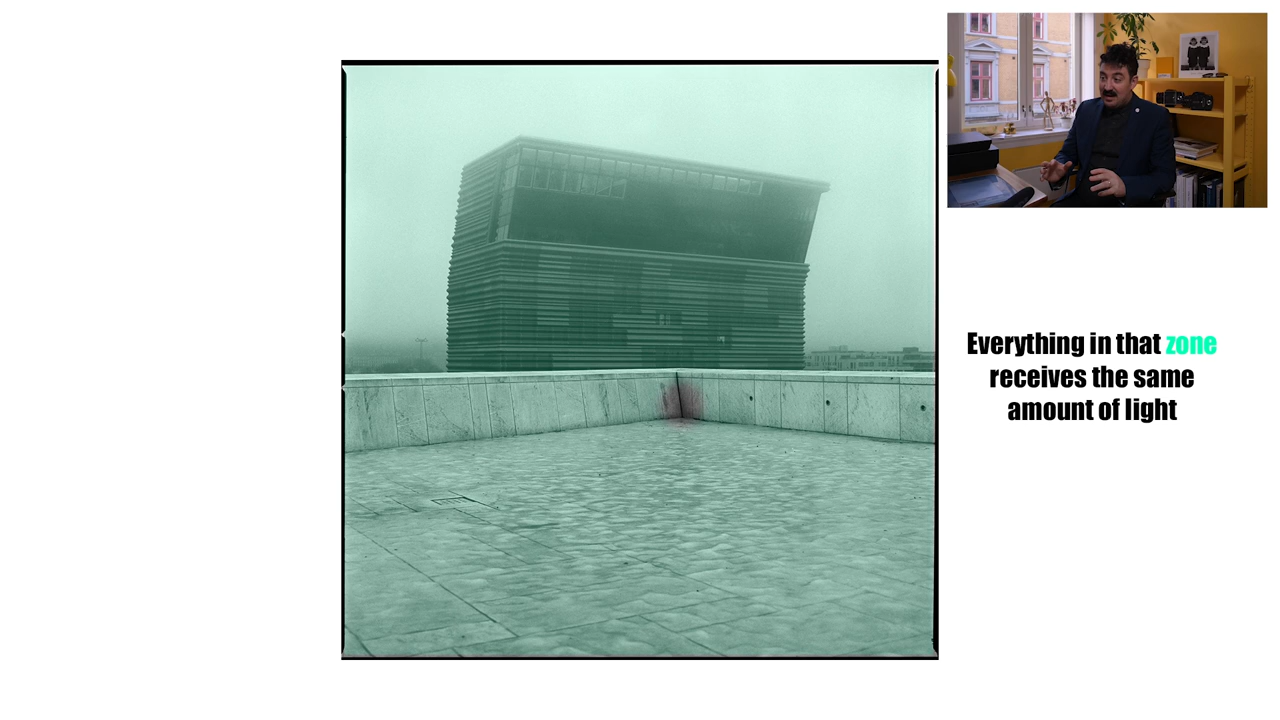 Everything in that zone
receives the same
amount of light